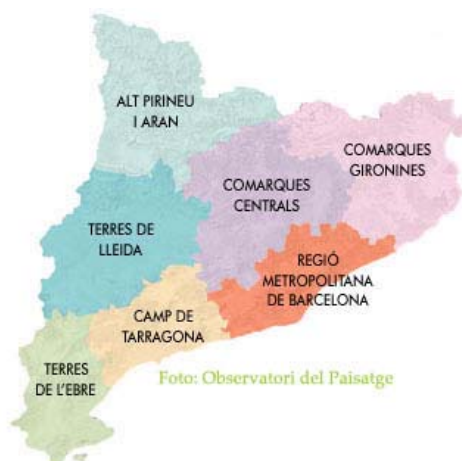 ALT PIRINEU
I ARAN
COMARQUES
GIRONINES
COMARQUES
CENTRALS
TERRES DE
LLEIDA
REGIÓ
METROPOLITANA
DE BARCELONA
CAMP DE
TARRAGONA
TERRES
DE L'EBRE
Foto: Observatori del Paisatge